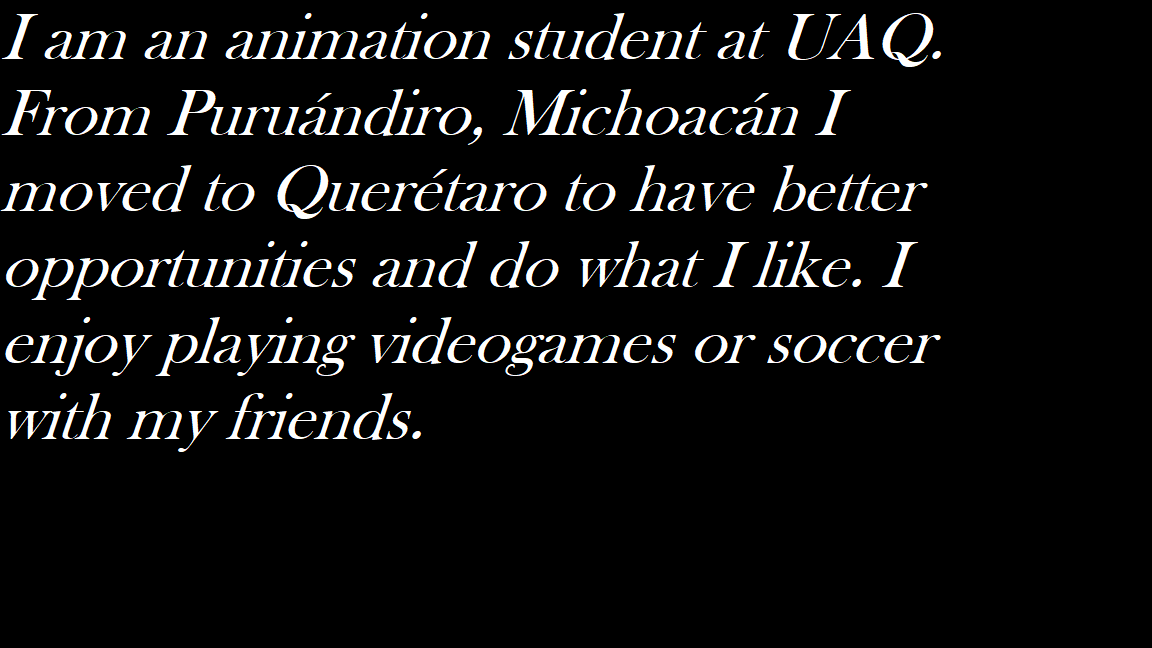 I am an animation student at UAQ.
From Puruándiro, Michoacán I
moved to Querétaro to have better
opportunities and do what I like. I
enjoy playing videogames or soccer
with my friends.